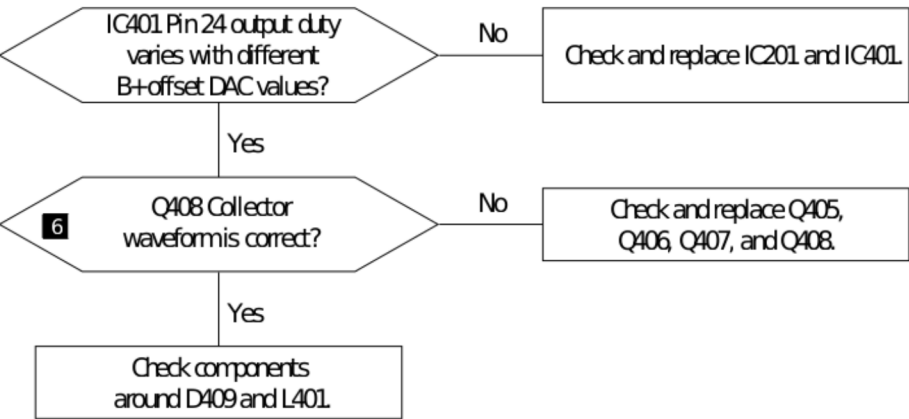 IC401 Pin 24 output duty
varies with different
B+offset DAC values?
No
Check and replace IC201 and IC401.
Yes
6
Q408 Collector
waveform is correct?
No
Check and replace Q405,
Q406, Q407, and Q408.
Yes
Check components
around D409 and L401.